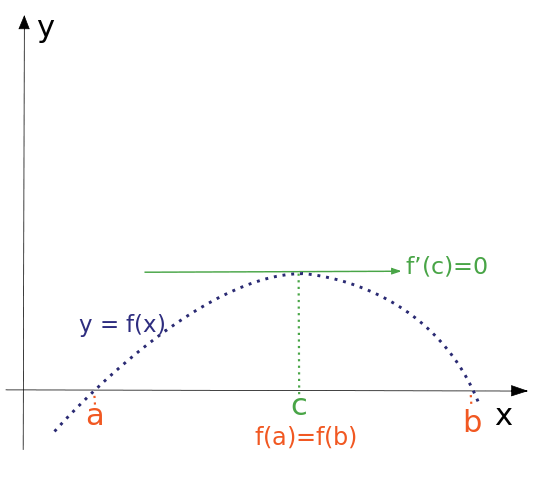 y
f’(c)=0
y = f(x)
a
c
b
x
f(a)=f(b)